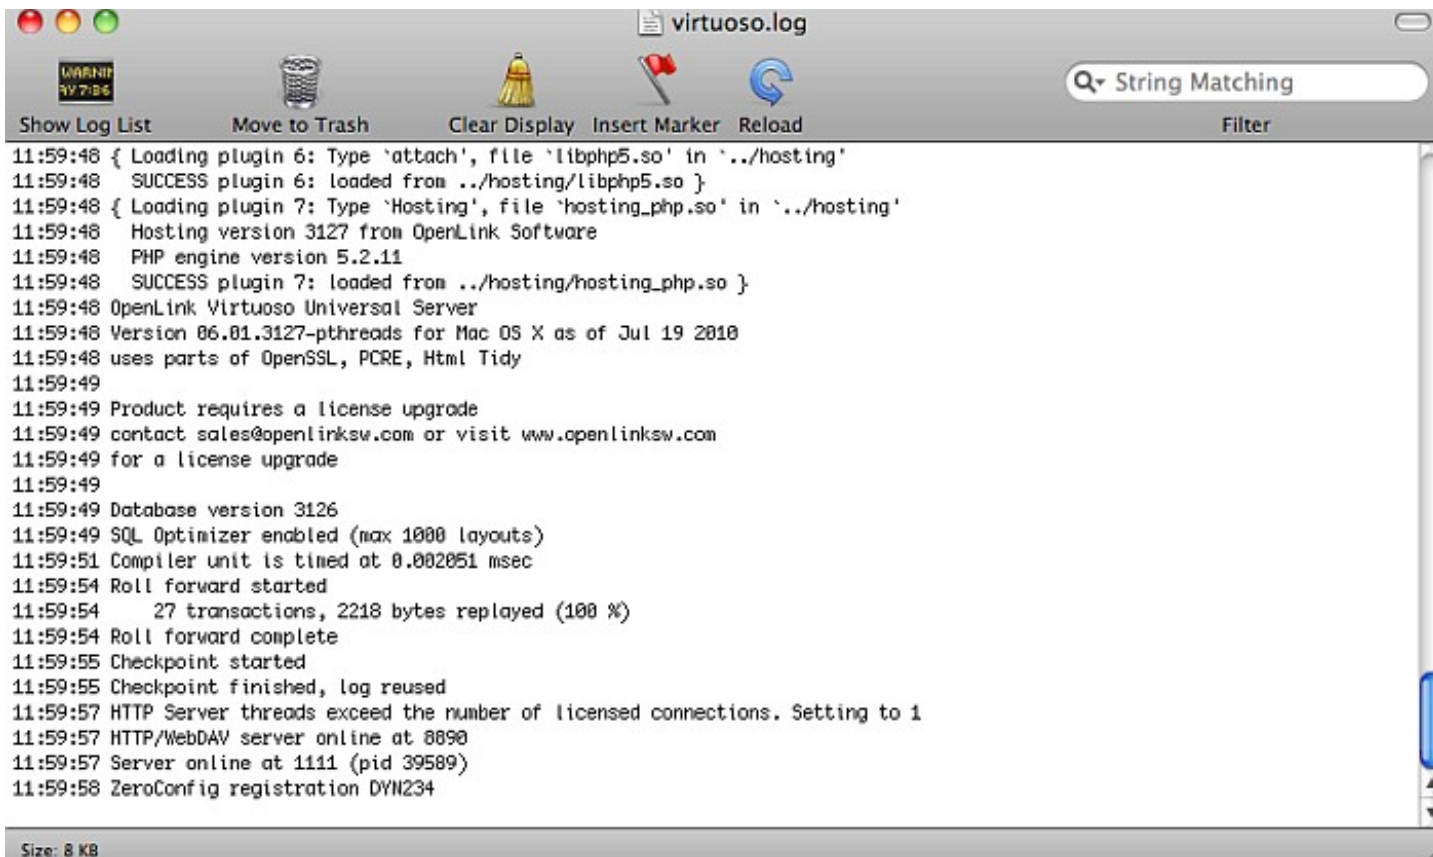 virtuoso.log
WARNIN
AY 7:86
String Matching
Show Log List Move to Trash Clear Display Insert Marker Reload Filter
11:59:48 { Loading plugin 6: Type `attach', file `libphp5.so' in `../hosting'
11:59:48   SUCCESS plugin 6: loaded from ../hosting/libphp5.so }
11:59:48 { Loading plugin 7: Type `Hosting', file `hosting_php.so' in `../hosting'
11:59:48   Hosting version 3127 from OpenLink Software
11:59:48   PHP engine version 5.2.11
11:59:48   SUCCESS plugin 7: loaded from ../hosting/hosting_php.so }
11:59:48 OpenLink Virtuoso Universal Server
11:59:48 Version 06.01.3127-pthreads for Mac OS X as of Jul 19 2010
11:59:48 uses parts of OpenSSL, PCRE, Html Tidy
11:59:49
11:59:49 Product requires a license upgrade
11:59:49 contact sales@openlinksw.com or visit www.openlinksw.com
11:59:49 for a license upgrade
11:59:49
11:59:49 Database version 3126
11:59:49 SQL Optimizer enabled (max 1000 layouts)
11:59:51 Compiler unit is timed at 0.002051 msec
11:59:54 Roll forward started
11:59:54     27 transactions, 2218 bytes replayed (100 %)
11:59:54 Roll forward complete
11:59:55 Checkpoint started
11:59:55 Checkpoint finished, log reused
11:59:57 HTTP Server threads exceed the number of licensed connections. Setting to 1
11:59:57 HTTP/WebDAV server online at 8890
11:59:57 Server online at 1111 (pid 39589)
11:59:58 ZeroConfig registration DYN234
Size: 8 KB